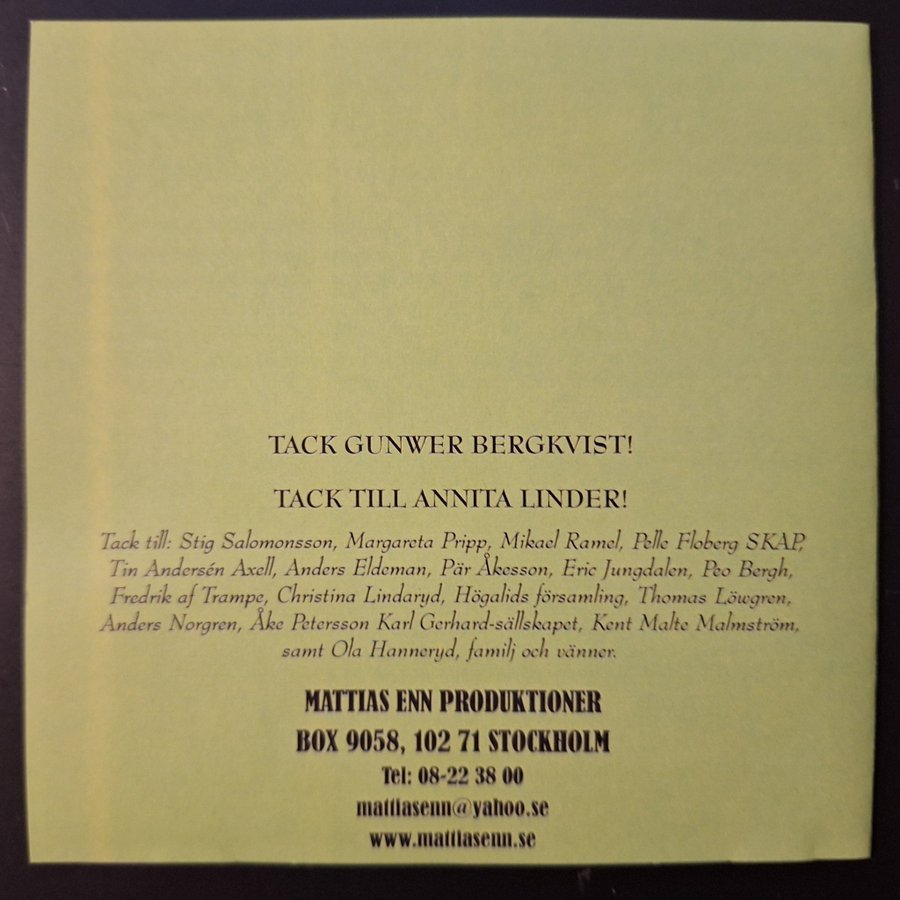 TACK GUNWER BERGKVIST!
TACK TILL ANNITA LINDER!
Tack till: Stig Salomonsson, Margareta Pripp, Mikael Ramel, Pelle Floberg SKAP,
Tin Andersén Axell, Anders Eldeman, Pär Åkesson, Eric Jungdalen, Peo Bergh,
Fredrik af Trampe, Christina Lindaryd, Högalids församling, Thomas Löwgren,
Anders Norgren, Åke Petersson Karl Gerhard-sällskapet, Kent Malte Malmström,
samt Ola Hanneryd, familj och vänner.
MATTIAS ENN PRODUKTIONER
BOX 9058, 102 71 STOCKHOLM
Tel: 08-22 38 00
mattiasenn@yahoo.se
www.mattiasenn.se